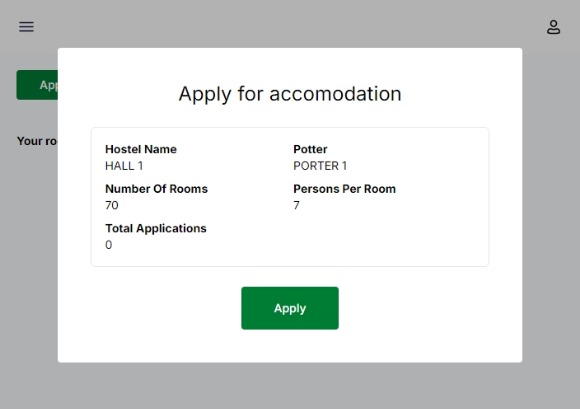 App
Your ro
Apply for accomodation
Hostel Name
HALL 1
Potter
PORTER 1
Number Of Rooms
70
Persons Per Room
7
Total Applications
0
Apply